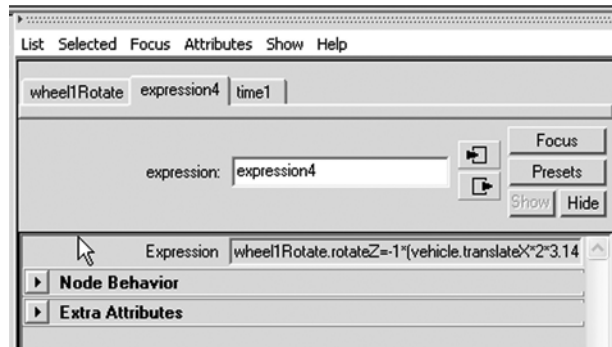 List Selected Focus Attributes Show Help
wheel1Rotate expression4 time1
Focus
expression: expression4
Presets
Show Hide
Expression wheel1Rotate.rotateZ=-1*(vehicle.translateX*2*3.14
Node Behavior
Extra Attributes